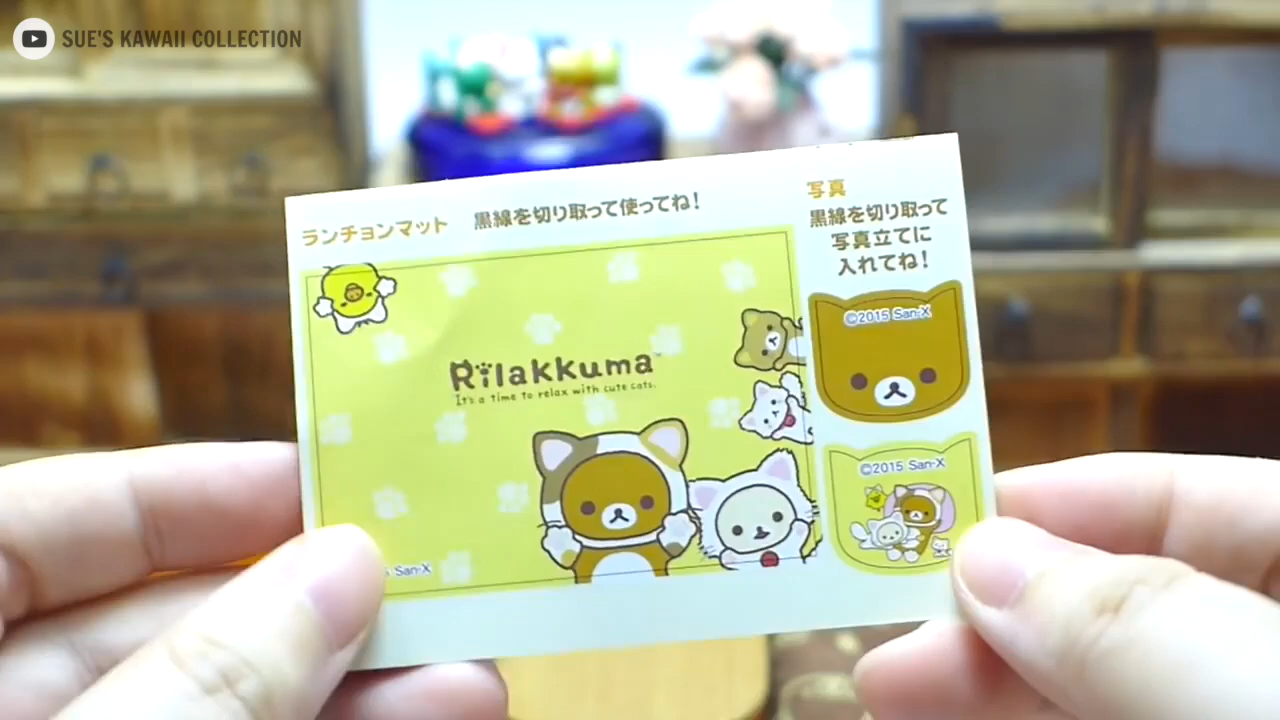 SUE'S KAWAII COLLECTION
ランチョンマット 黒線を切り取って使ってね!
写真
黒線を切り取って
写真立てに
入れてね!
©2015 San-X
Rilakkuma™
It's a time to relax with cute cats.
©2015 San-X
San-X